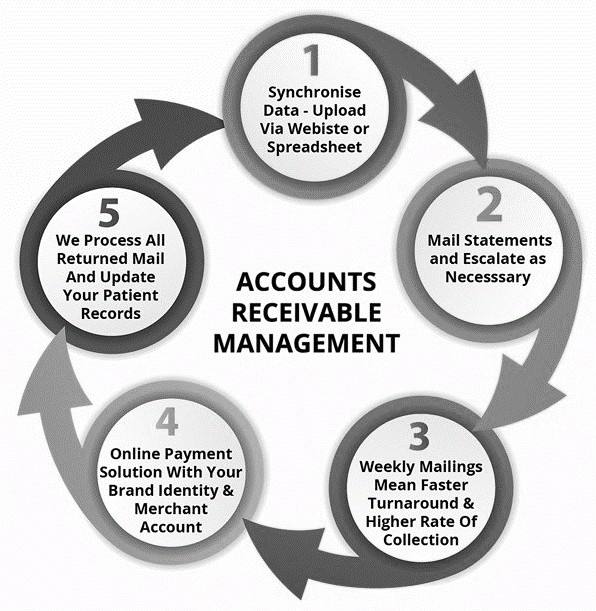 1
Synchronise
Data - Upload
Via Webiste or
Spreadsheet
2
Mail Statements
and Escalate as
Necesssary
3
Weekly Mailings
Mean Faster
Turnaround &
Higher Rate Of
Collection
4
Online Payment
Solution With Your
Brand Identity &
Merchant
Account
5
We Process All
Returned Mail
And Update
Your Patient
Records
ACCOUNTS
RECEIVABLE
MANAGEMENT